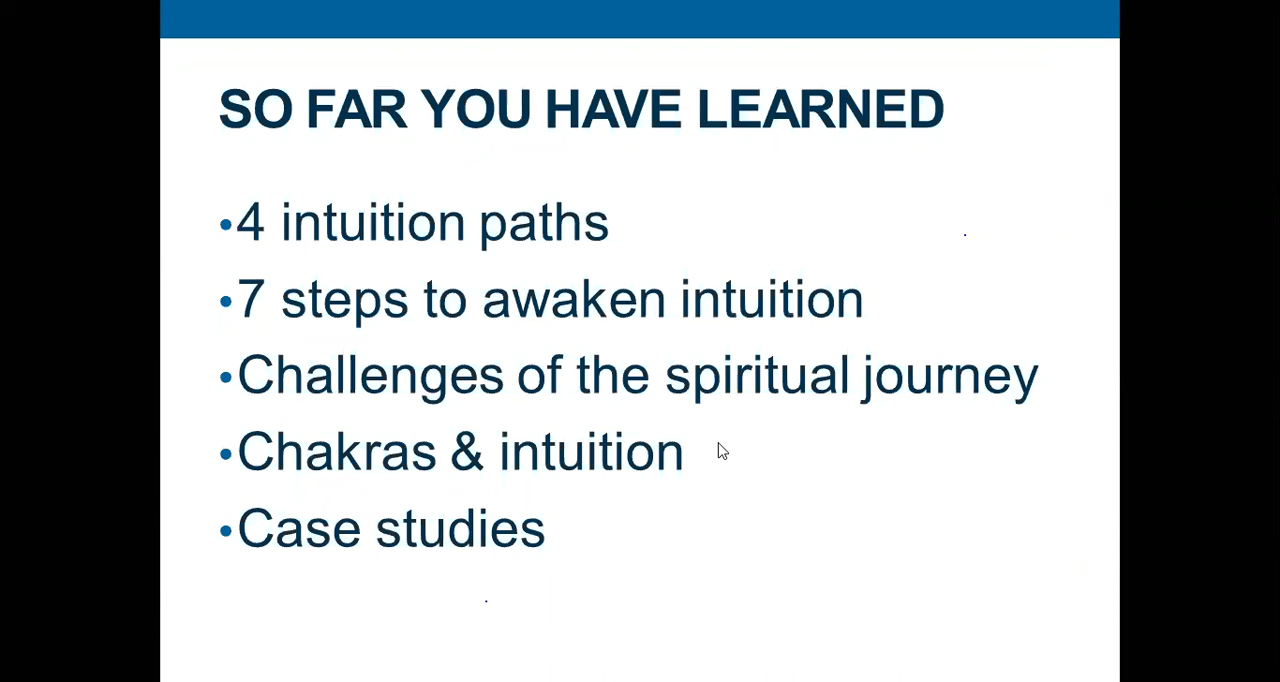 SO FAR YOU HAVE LEARNED
•4 intuition paths
•7 steps to awaken intuition
•Challenges of the spiritual journey
•Chakras & intuition
•Case studies